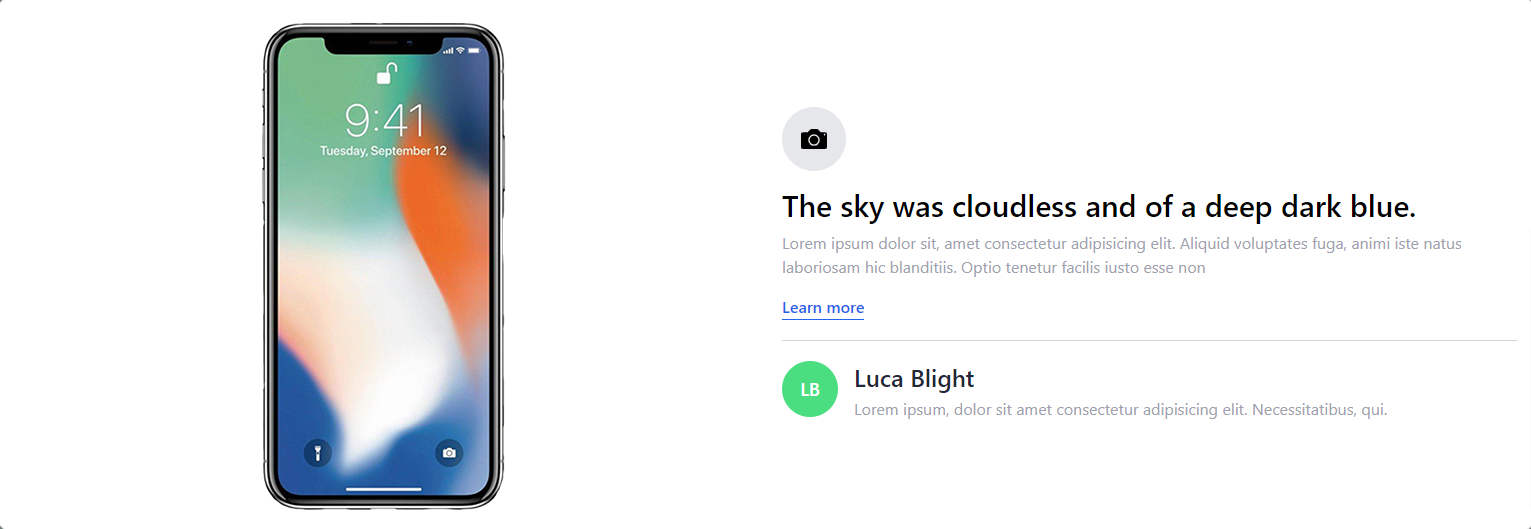 9:41
Tuesday, September 12
The sky was cloudless and of a deep dark blue.
Lorem ipsum dolor sit, amet consectetur adipisicing elit. Aliquid voluptates fuga, animi iste natus
laboriosam hic blanditiis. Optio tenetur facilis iusto esse non
Learn more
LB
Luca Blight
Lorem ipsum, dolor sit amet consectetur adipisicing elit. Necessitatibus, qui.